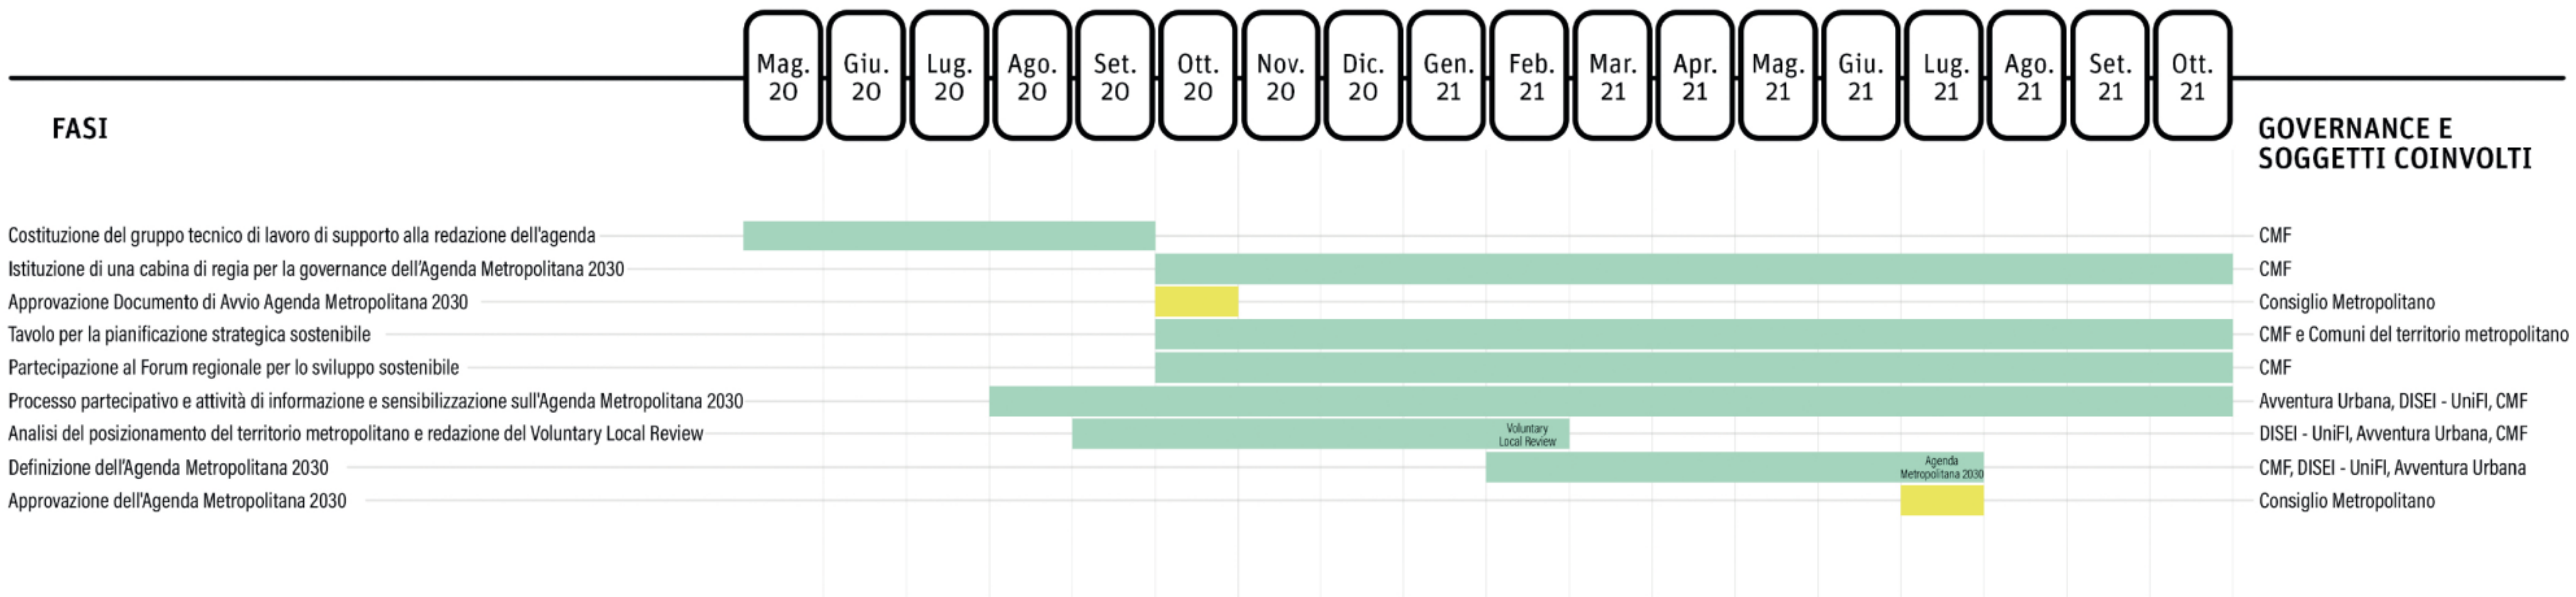 Mag.
20
Giu.
20
Lug.
20
Ago.
20
Set.
20
Ott.
20
Nov.
20
Dic.
20
Gen.
21
Feb.
21
Mar.
21
Apr.
21
Mag.
21
Giu.
21
Lug.
21
Ago.
21
Set.
21
Ott.
21
FASI
GOVERNANCE E
SOGGETTI COINVOLTI
Costituzione del gruppo tecnico di lavoro di supporto alla redazione dell'agenda
CMF
Istituzione di una cabina di regia per la governance dell'Agenda Metropolitana 2030
CMF
Approvazione Documento di Avvio Agenda Metropolitana 2030
Consiglio Metropolitano
Tavolo per la pianificazione strategica sostenibile
CMF e Comuni del territorio metropolitano
Partecipazione al Forum regionale per lo sviluppo sostenibile
CMF
Processo partecipativo e attività di informazione e sensibilizzazione sull'Agenda Metropolitana 2030
Avventura Urbana, DISEI - UniFI, CMF
Analisi del posizionamento del territorio metropolitano e redazione del Voluntary Local Review
Voluntary
Local Review
DISEI - UniFI, Avventura Urbana, CMF
Definizione dell'Agenda Metropolitana 2030
Agenda
Metropolitana 2030
CMF, DISEI - UniFI, Avventura Urbana
Approvazione dell'Agenda Metropolitana 2030
Consiglio Metropolitano